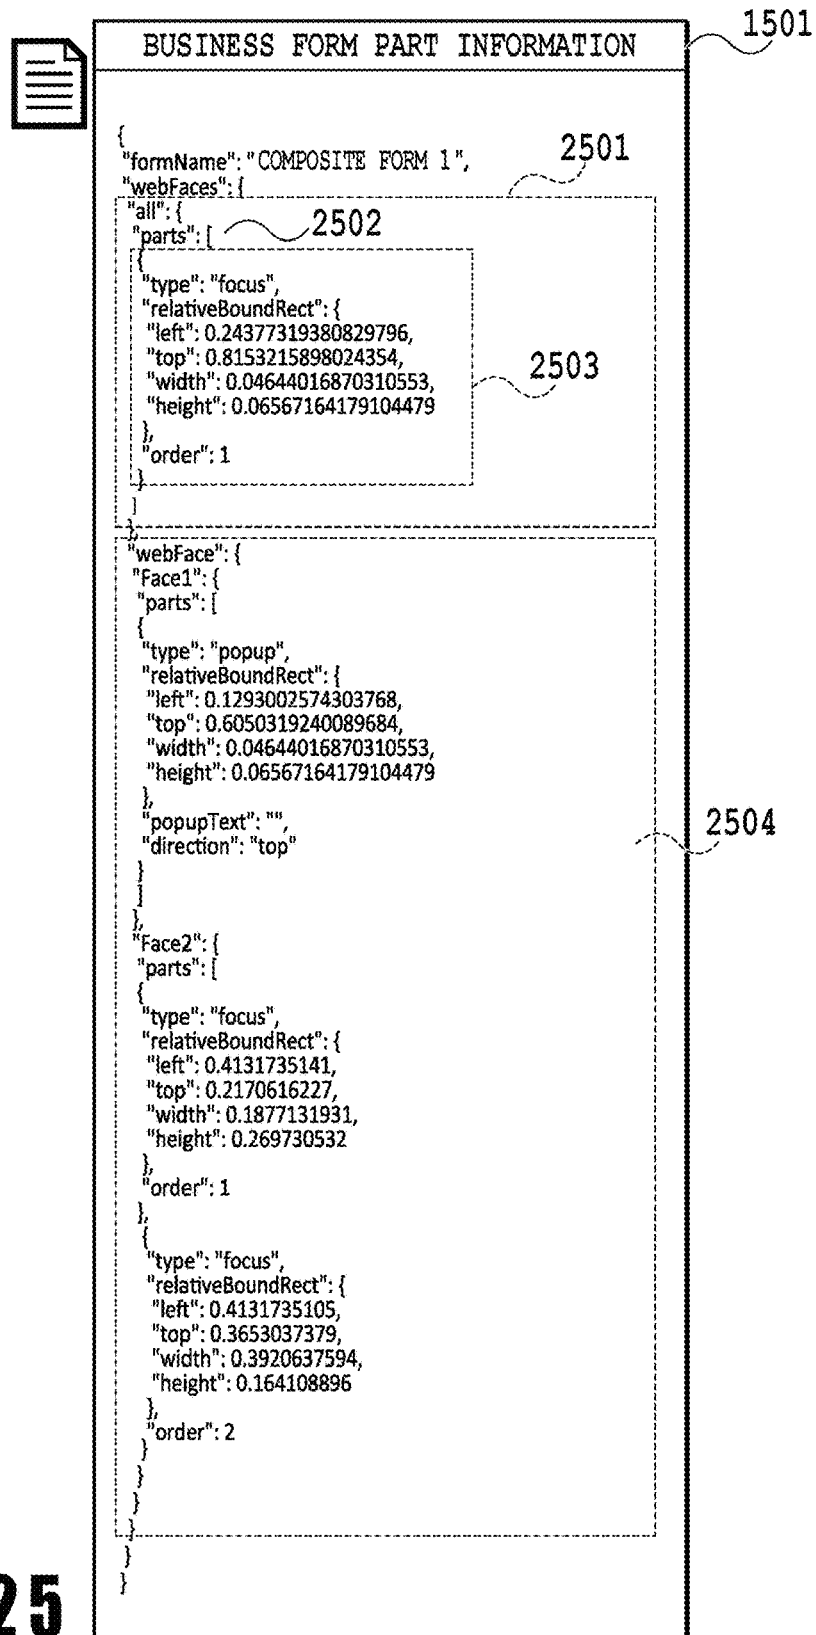 1501
BUSINESS FORM PART INFORMATION
{
"formName": "COMPOSITE FORM 1",
2501
"webFaces": {
"all": {
2502
"parts": [
{
"type": "focus",
"relativeBoundRect": {
"left": 0.24377319380829796,
"top": 0.8153215898024354,
2503
"width": 0.04644016870310553,
"height": 0.06567164179104479
},
"order": 1
}
]
},
"webFace": {
"Face1": {
"parts": [
{
"type": "popup",
"relativeBoundRect": {
"left": 0.1293002574303768,
"top": 0.6050319240089684,
"width": 0.04644016870310553,
"height": 0.06567164179104479
},
"popupText": "",
2504
"direction": "top"
}
]
},
"Face2": {
"parts": [
{
"type": "focus",
"relativeBoundRect": {
"left": 0.4131735141,
"top": 0.2170616227,
"width": 0.1877131931,
"height": 0.269730532
},
"order": 1
},
{
"type": "focus",
"relativeBoundRect": {
"left": 0.4131735105,
"top": 0.3653037379,
"width": 0.3920637594,
"height": 0.164108896
},
"order": 2
}
}
}
}
}
}
25